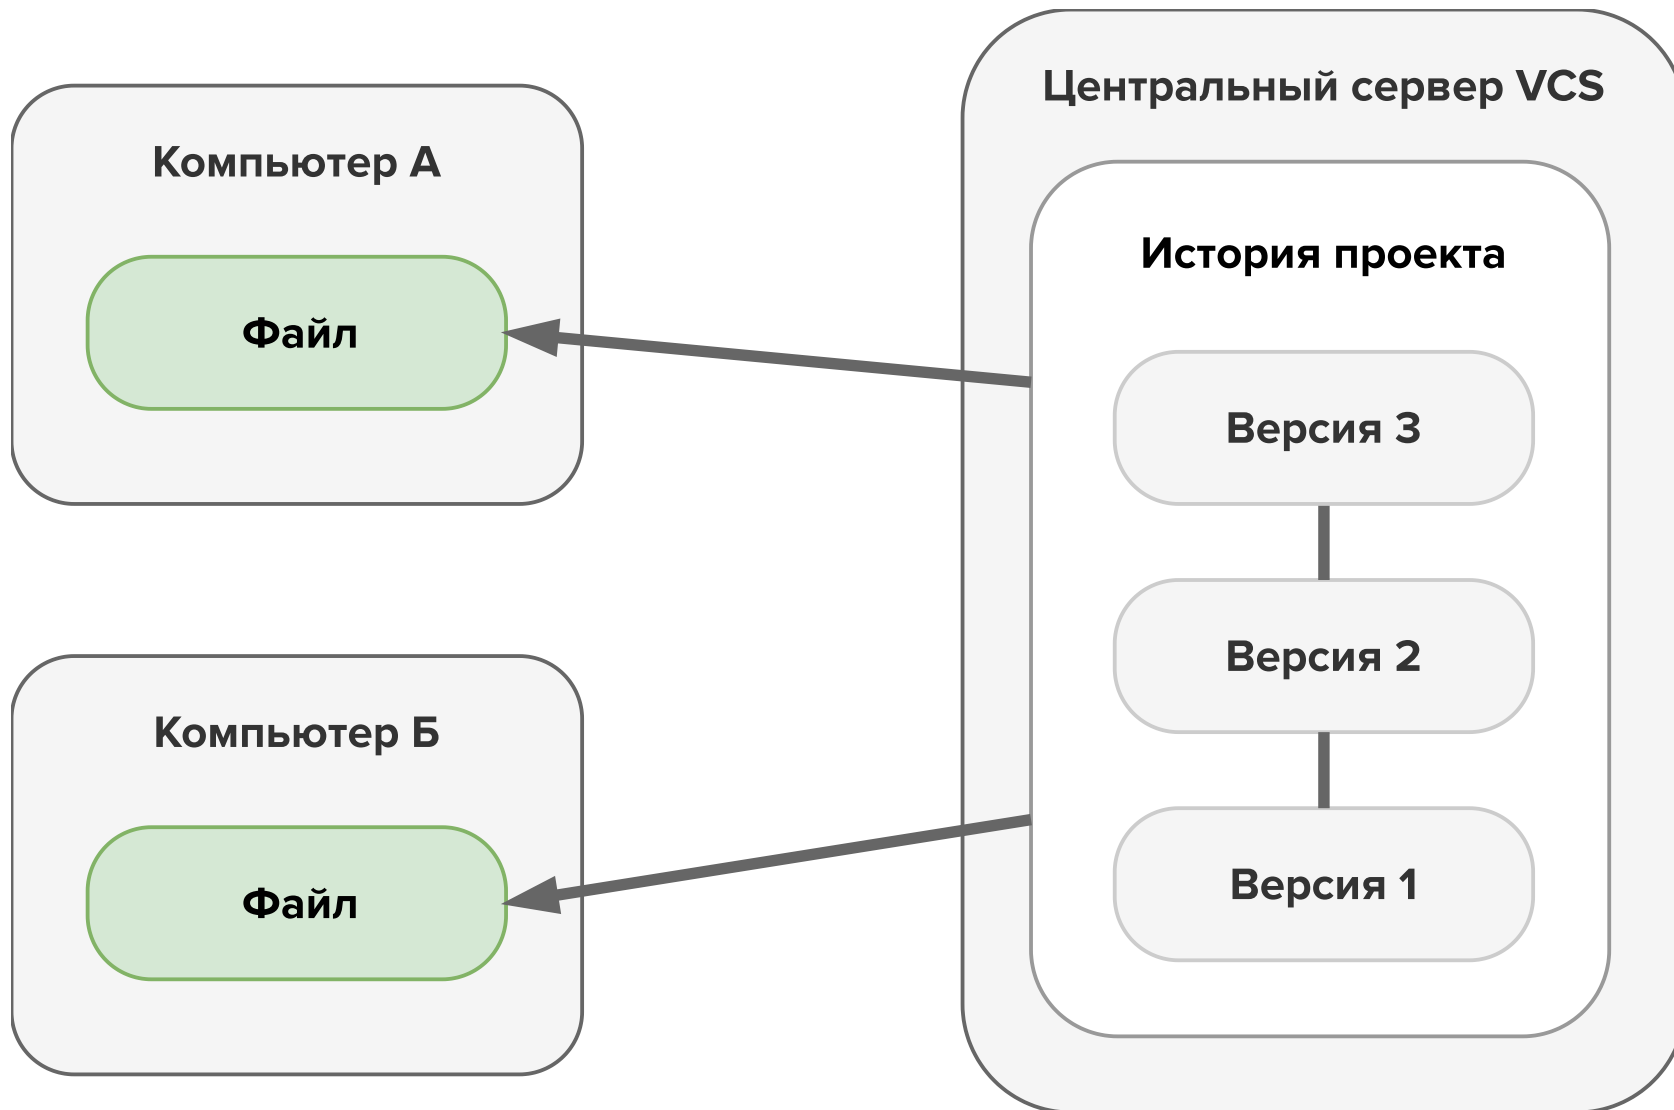 Компьютер А
Файл
Компьютер Б
Файл
Центральный сервер VCS
История проекта
Версия 3
Версия 2
Версия 1